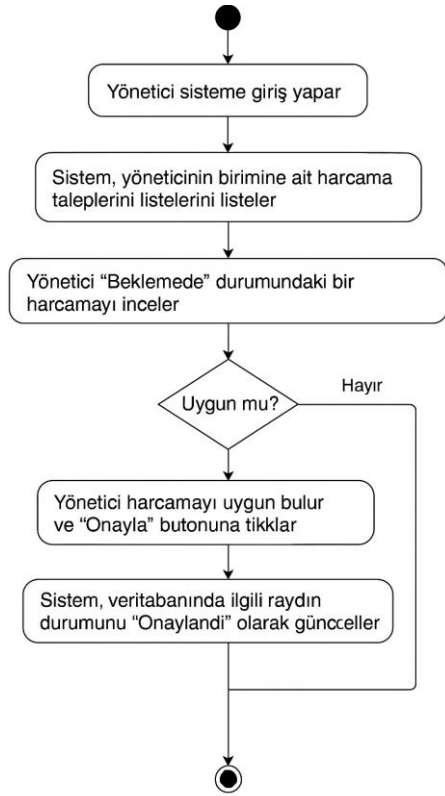 Yönetici sisteme giriş yapar
Sistem, yöneticinin birimine ait harcama
taleplerini listelerini listeler
Yönetici “Beklemede” durumundaki bir
harcamayı inceler
Uygun mu?
Hayır
Yönetici harcamayı uygun bulur
ve “Onayla” butonuna tikklar
Sistem, veritabanında ilgili raydın
durumunu “Onaylandi” olarak güncceller